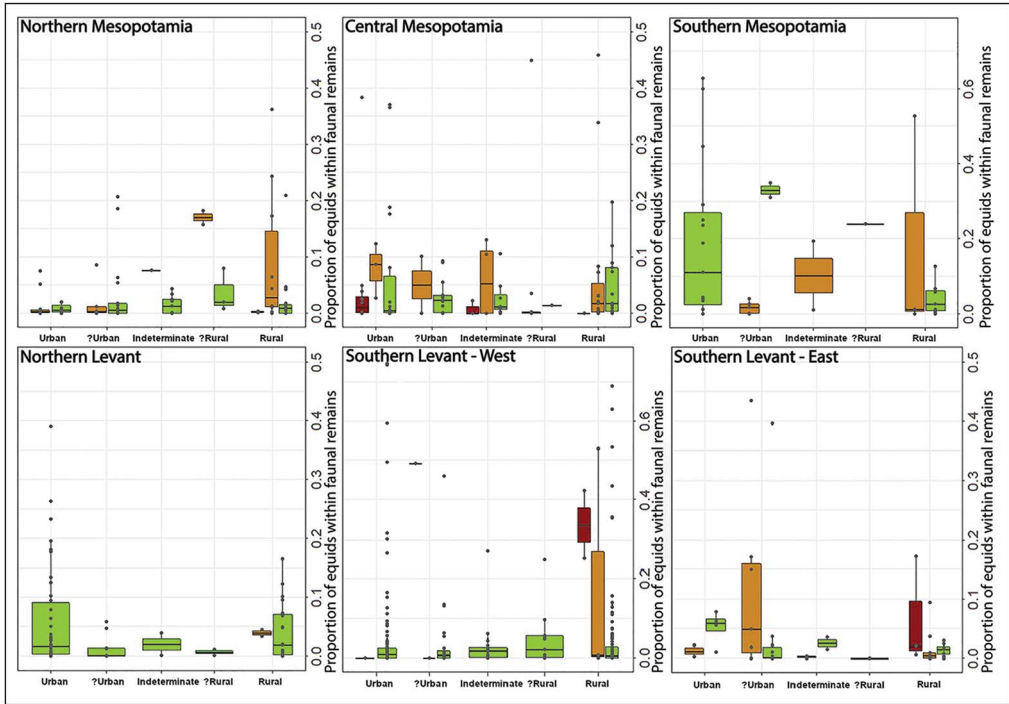 Northern Mesopotamia
0.5
0.4
0.3
0.2
0.1
0.0
Proportion of equids within faunal remains
Urban ?Urban Indeterminate ?Rural Rural
Central Mesopotamia
0.5
0.4
0.3
0.2
0.1
0.0
Proportion of equids within faunal remains
Urban ?Urban Indeterminate ?Rural Rural
Southern Mesopotamia
0.6
0.4
0.2
0.0
Proportion of equids within faunal remains
Urban ?Urban Indeterminate ?Rural Rural
Northern Levant
0.5
0.4
0.3
0.2
0.1
0.0
Proportion of equids within faunal remains
Urban ?Urban Indeterminate ?Rural Rural
Southern Levant - West
0.6
0.4
0.2
0.0
Proportion of equids within faunal remains
Urban ?Urban Indeterminate ?Rural Rural
Southern Levant - East
0.5
0.4
0.3
0.2
0.1
0.0
Proportion of equids within faunal remains
Urban ?Urban Indeterminate ?Rural Rural